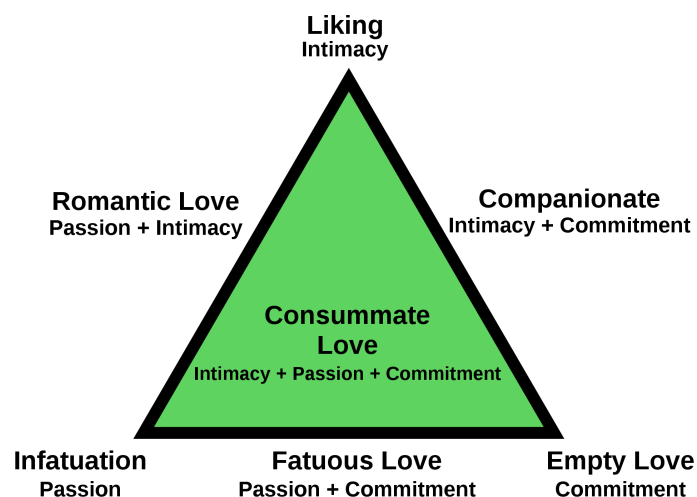 Liking
Intimacy
Romantic Love
Passion + Intimacy
Companionate
Intimacy + Commitment
Consummate
Love
Intimacy + Passion + Commitment
Infatuation
Passion
Fatuous Love
Passion + Commitment
Empty Love
Commitment